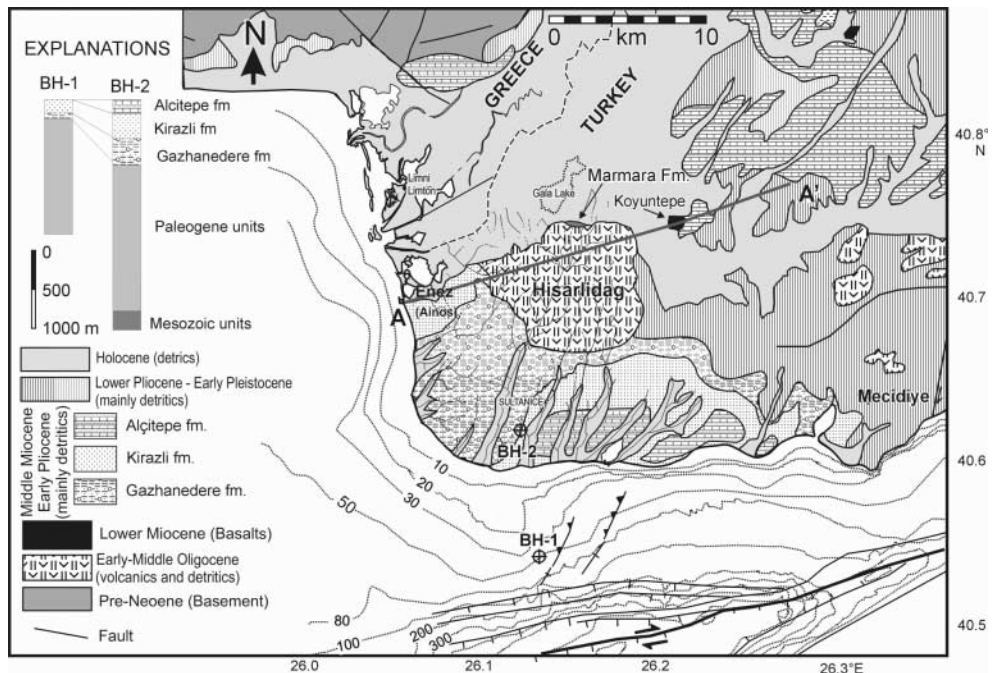 EXPLANATIONS
BH-1
BH-2
Alcitepe fm
Kirazli fm
Gazhanedere fm
Paleogene units
0
500
1000 m
Mesozoic units
Holocene (detrics)
Lower Pliocene - Early Pleistocene
(mainly detritics)
Middle Miocene
Early Pliocene
(mainly detritics)
Alçitepe fm.
Kirazli fm.
Gazhanedere fm.
Lower Miocene (Basalts)
Early-Middle Oligocene
(volcanics and detritics)
Pre-Neoene (Basement)
Fault
N
0
km
10
GREECE
TURKEY
Limni
Limton
Gala Lake
Marmara Fm.
Koyuntepe
A'
A
Enez
(Ainos)
Hisarlidag
SULTANICE
Mecidiye
BH-2
BH-1
10
20
30
50
80
100
200
300
40.8°
N
40.7
40.6
40.5
26.0
26.1
26.2
26.3°E